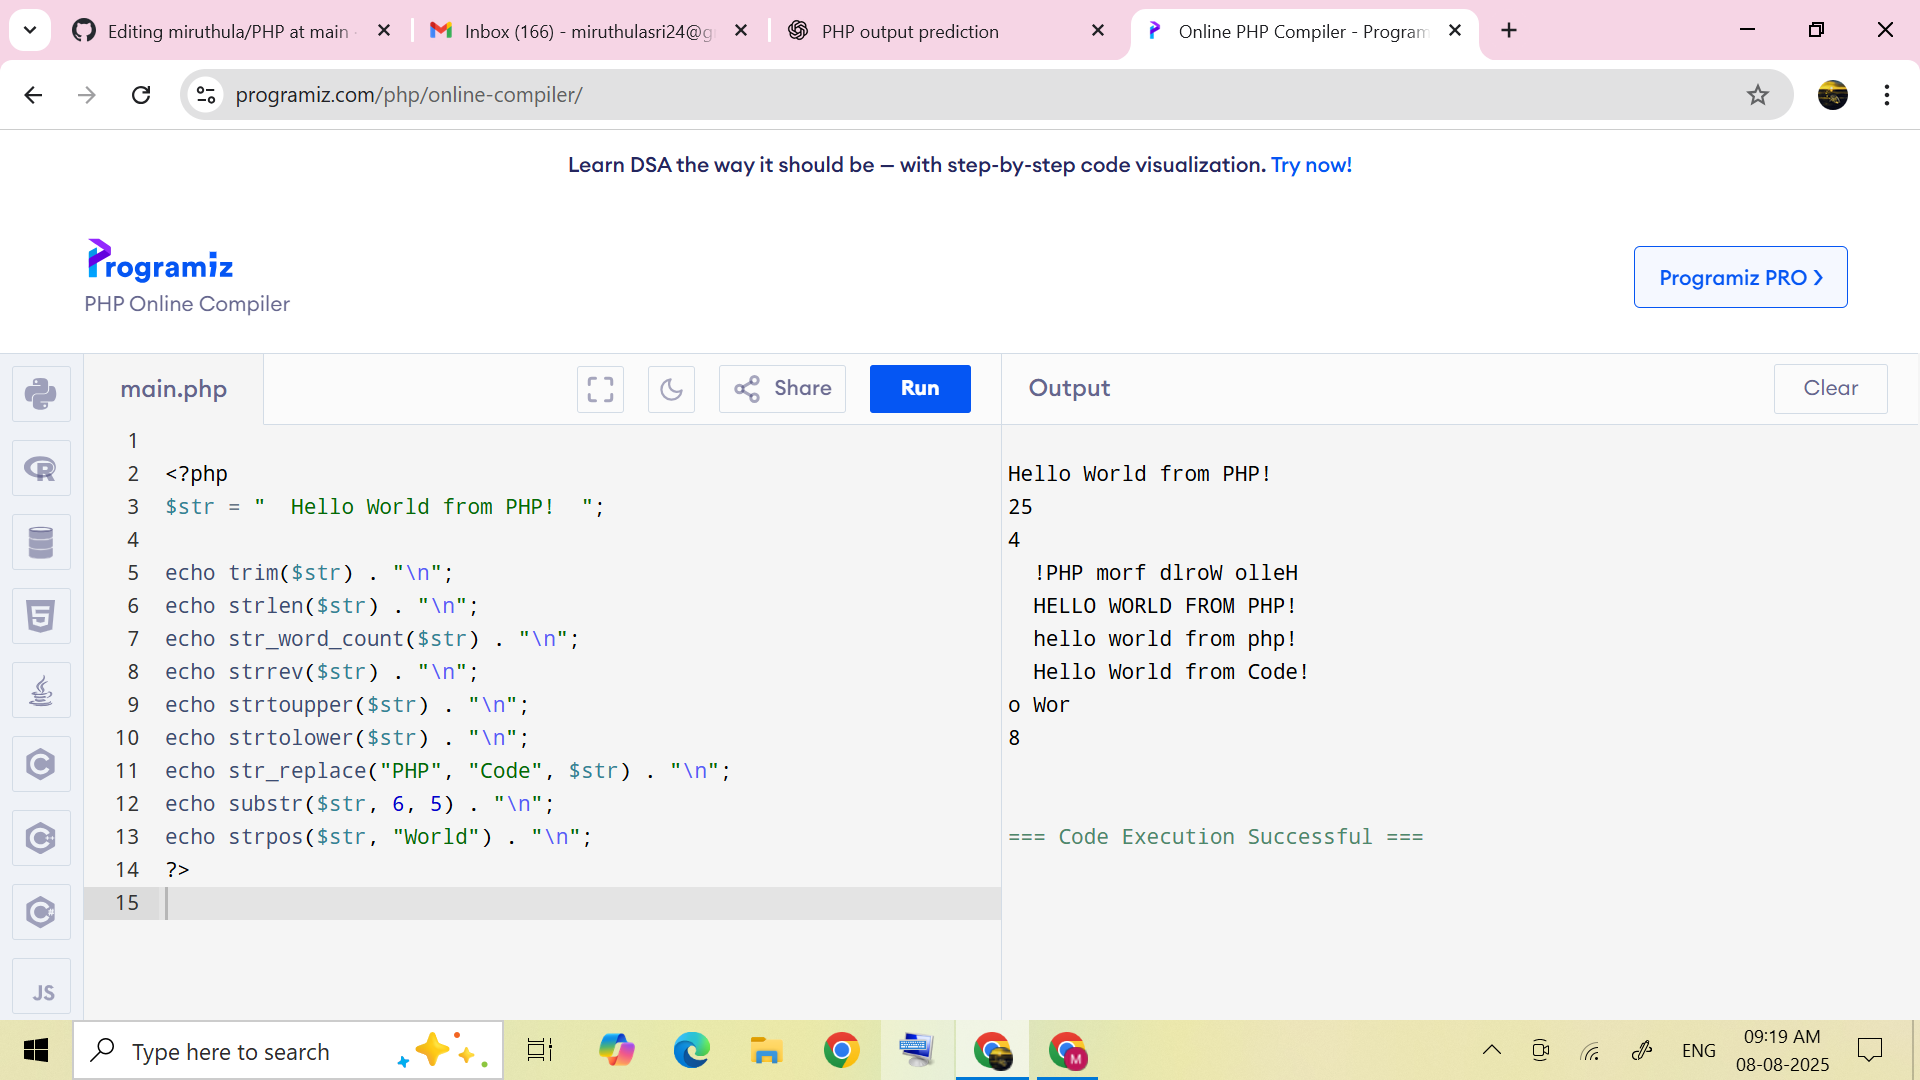 Editing miruthula/PHP at main
Inbox (166) - miruthulasri24@g
PHP output prediction
Online PHP Compiler - Program
programiz.com/php/online-compiler/
Learn DSA the way it should be — with step-by-step code visualization. Try now!
Programiz
PHP Online Compiler
Programiz PRO ❯
main.php
Share
Run
Output
Clear
1
2 <?php
3 $str = "  Hello World from PHP!  ";
4
5 echo trim($str) . "\n";
6 echo strlen($str) . "\n";
7 echo str_word_count($str) . "\n";
8 echo strrev($str) . "\n";
9 echo strtoupper($str) . "\n";
10 echo strtolower($str) . "\n";
11 echo str_replace("PHP", "Code", $str) . "\n";
12 echo substr($str, 6, 5) . "\n";
13 echo strpos($str, "World") . "\n";
14 ?>
15
Hello World from PHP!
25
4
  !PHP morf dlroW olleH
  HELLO WORLD FROM PHP!
  hello world from php!
  Hello World from Code!
o Wor
8
=== Code Execution Successful ===
JS
Type here to search
M
ENG
09:19 AM
08-08-2025